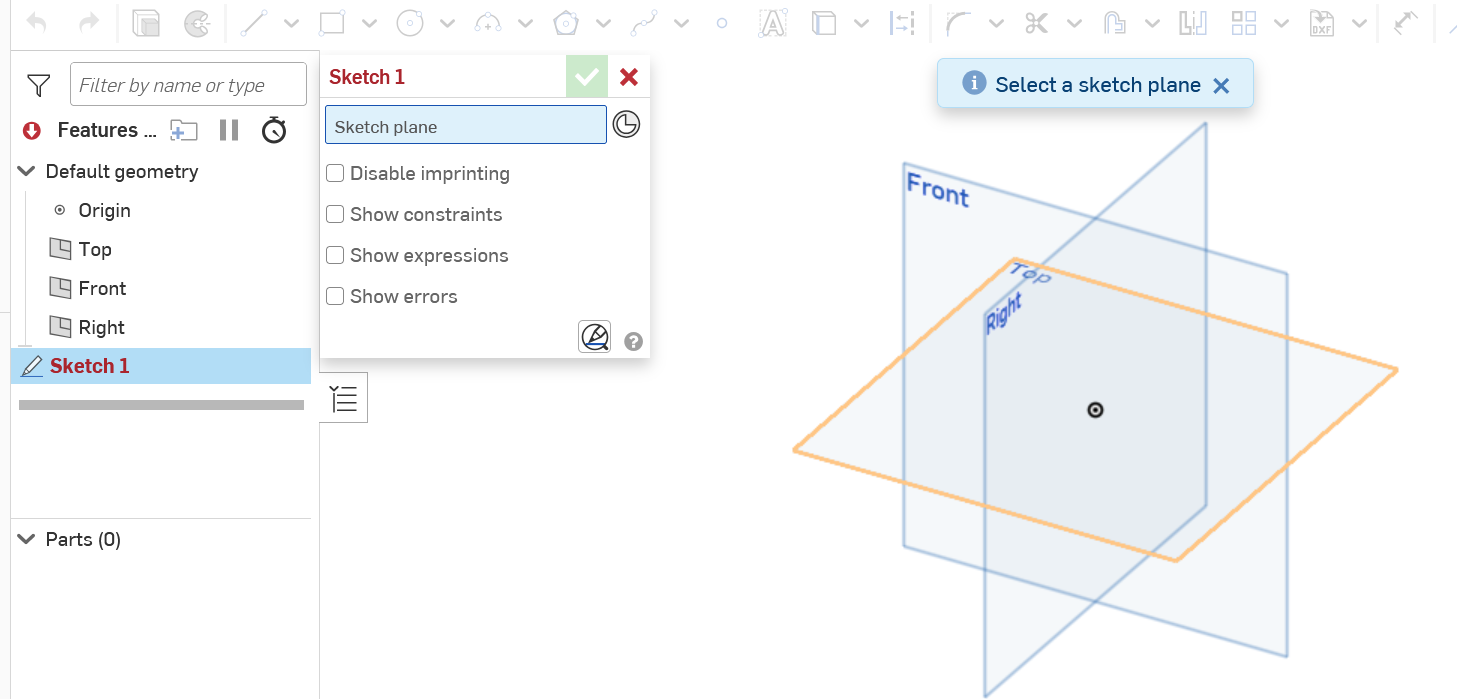 A
DXF
Filter by name or type
Sketch 1
Select a sketch plane
Features ...
Sketch plane
Default geometry
Disable imprinting
Origin
Show constraints
Top
Show expressions
Front
Show errors
Right
Sketch 1
Parts (0)
Front
Top
Right